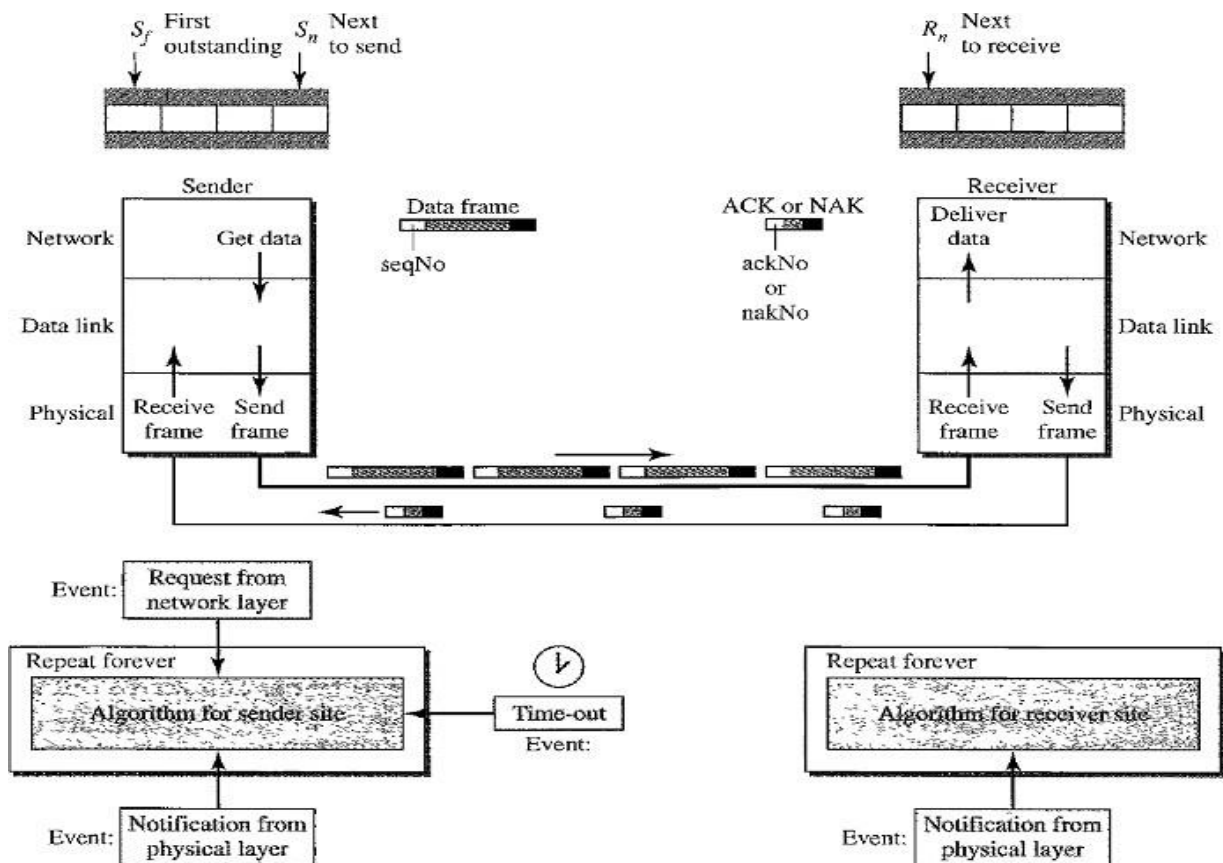 S_f First
outstanding
S_n Next
to send
R_n Next
to receive
Sender
Receiver
Network
Get data
Data frame
seqNo
ACK or NAK
ackNo
or
nakNo
Deliver
data
Network
Data link
Data link
Physical
Receive
frame
Send
frame
Receive
frame
Send
frame
Physical
Event:
Request from
network layer
Repeat forever
Algorithm for sender site
Time-out
Event:
Event:
Notification from
physical layer
Repeat forever
Algorithm for receiver site
Event:
Notification from
physical layer